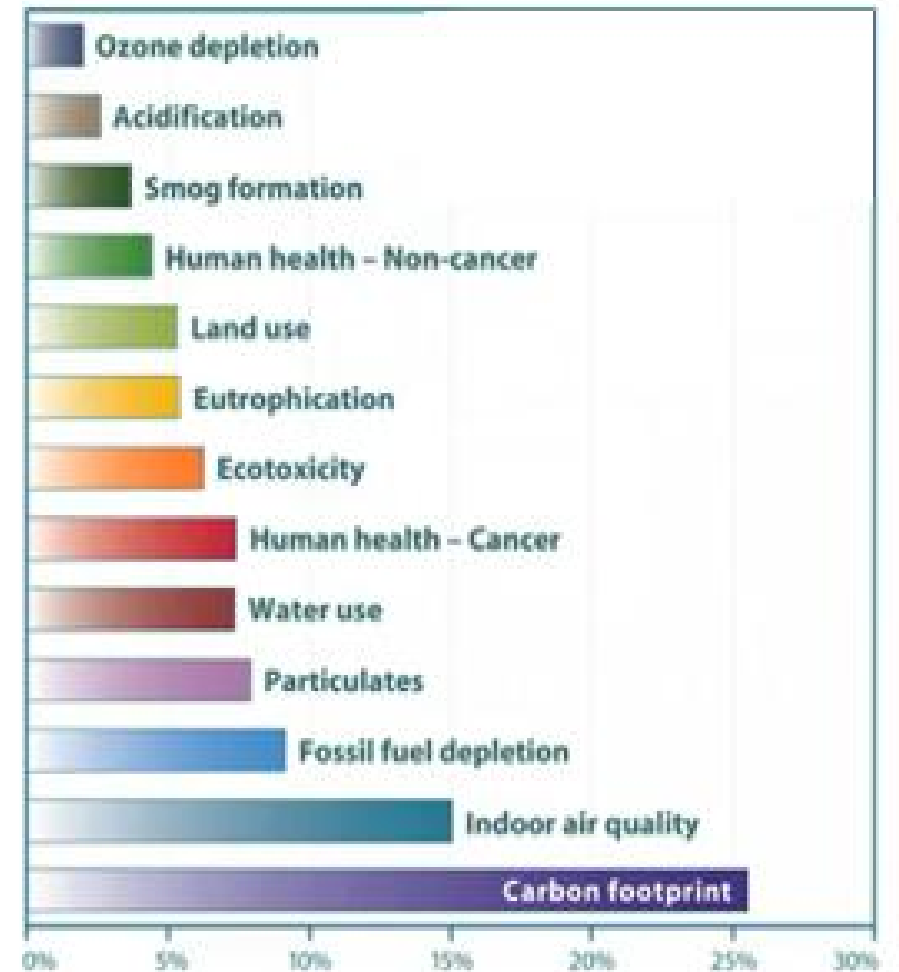 Ozone depletion
Acidification
Smog formation
Human health – Non-cancer
Land use
Eutrophication
Ecotoxicity
Human health – Cancer
Water use
Particulates
Fossil fuel depletion
Indoor air quality
Carbon footprint
0% 5% 10% 15% 20% 25% 30%